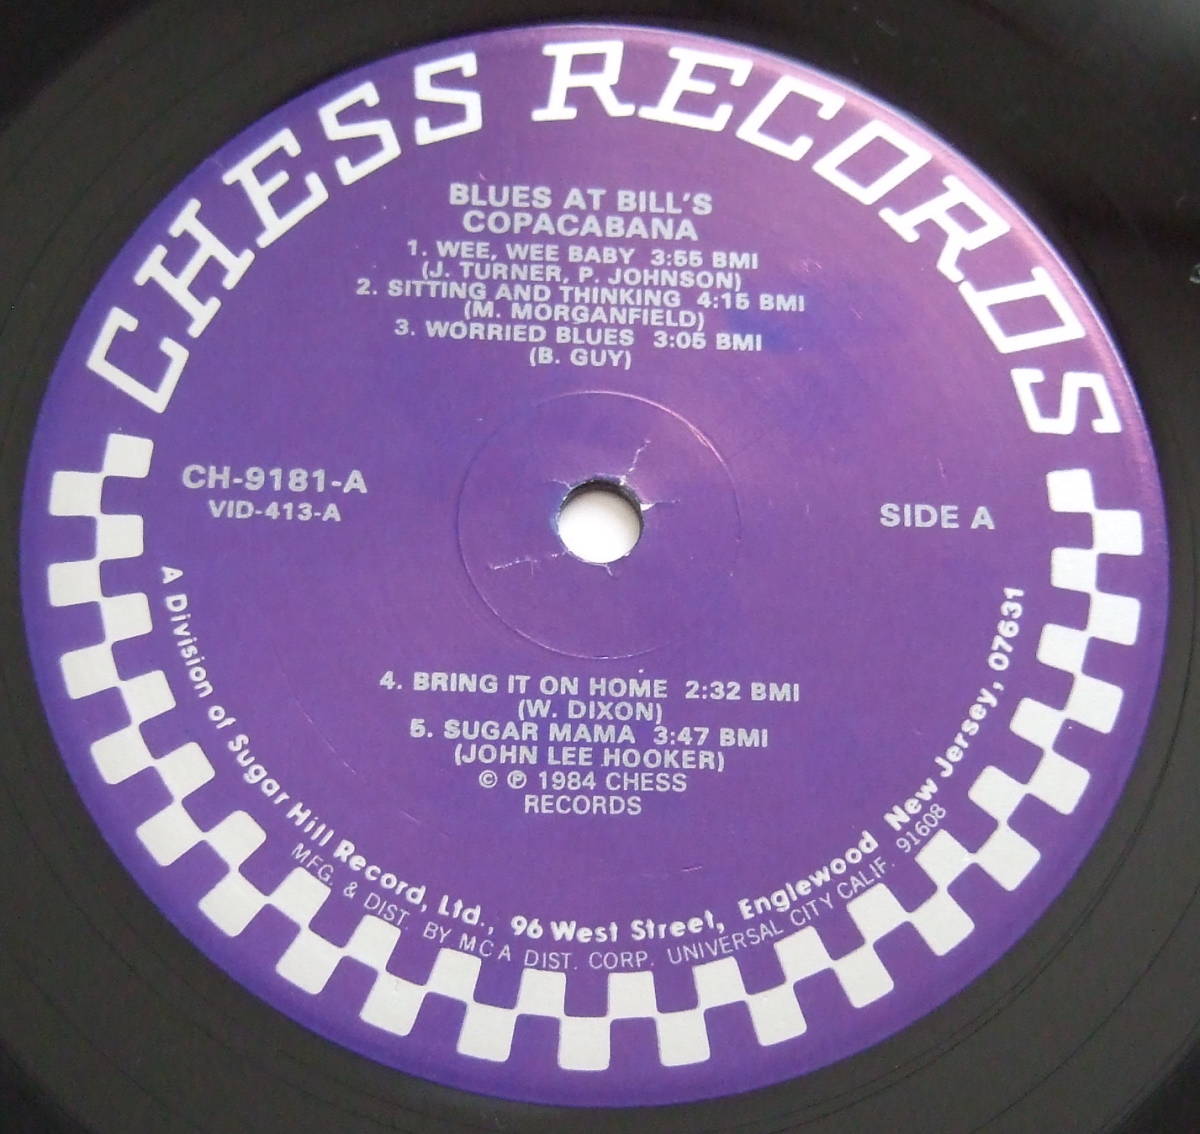 CHESS RECORDS
BLUES AT BILL'S
COPACABANA
1. WEE, WEE BABY 3:55 BMI
(J. TURNER, P. JOHNSON)
2. SITTING AND THINKING 4:15 BMI
(M. MORGANFIELD)
3. WORRIED BLUES 3:05 BMI
(B. GUY)
CH-9181-A
VID-413-A
SIDE A
4. BRING IT ON HOME 2:32 BMI
(W. DIXON)
5. SUGAR MAMA 3:47 BMI
(JOHN LEE HOOKER)
© ℗ 1984 CHESS
RECORDS
A Division of Sugar Hill Record, Ltd., 96 West Street, Englewood New Jersey, 07631
MFG. & DIST. BY MCA DIST. CORP. UNIVERSAL CITY CALIF. 91608